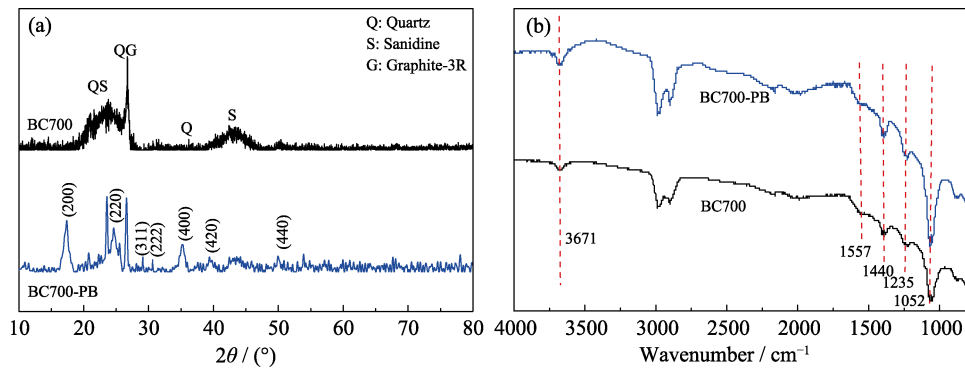 (a)
Q: Quartz
S: Sanidine
G: Graphite-3R
QG
QS
Q
S
BC700
(200)
(220)
(311)
(222)
(400)
(420)
(440)
BC700-PB
10 20 30 40 50 60 70 80
2θ / (°)
(b)
BC700-PB
BC700
3671
1557
1440
1235
1052
4000 3500 3000 2500 2000 1500 1000
Wavenumber / cm⁻¹